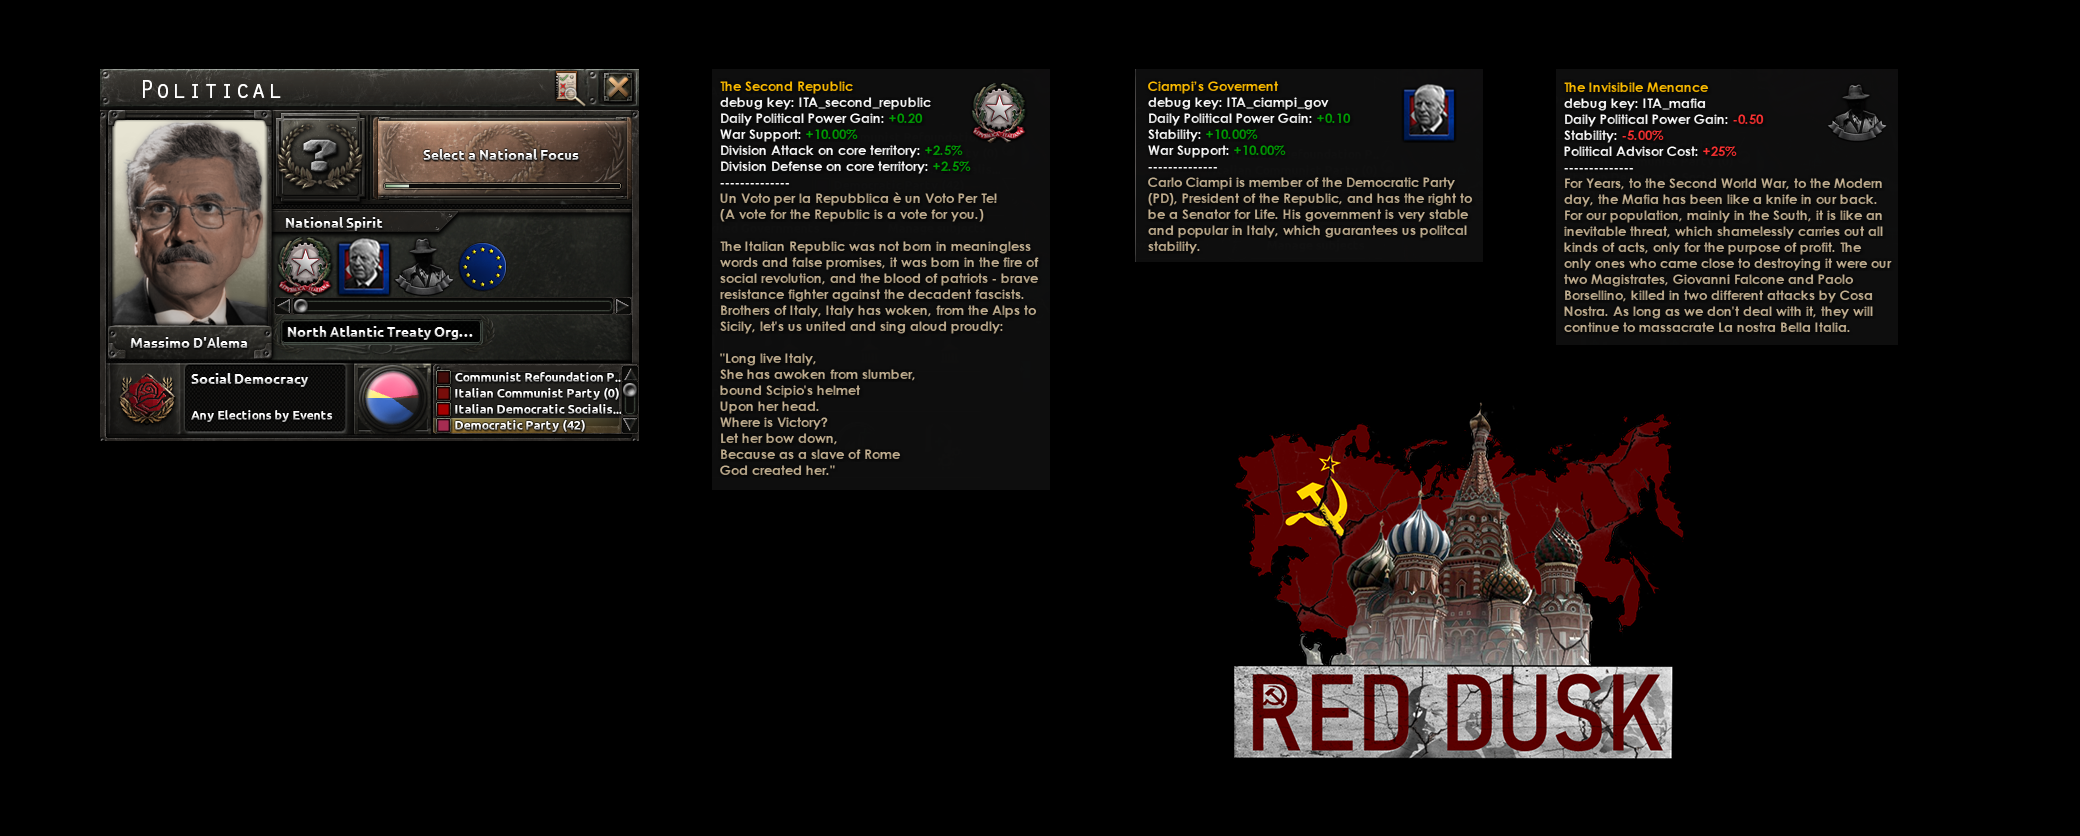 POLITICAL
Select a National Focus
National Spirit
North Atlantic Treaty Org...
Massimo D'Alema
Social Democracy
Any Elections by Events
Communist Refoundation P..
Italian Communist Party (0)
Italian Democratic Socialis...
Democratic Party (42)
The Second Republic
debug key: ITA_second_republic
Daily Political Power Gain: +0.20
War Support: +10.00%
Division Attack on core territory: +2.5%
Division Defense on core territory: +2.5%
--------------
Un Voto per la Repubblica è un Voto Per Te!
(A vote for the Republic is a vote for you.)
The Italian Republic was not born in meaningless
words and false promises, it was born in the fire of
social revolution, and the blood of patriots - brave
resistance fighter against the decadent fascists.
Brothers of Italy, Italy has woken, from the Alps to
Sicily, let's us united and sing aloud proudly:
"Long live Italy,
She has awoken from slumber,
bound Scipio's helmet
Upon her head.
Where is Victory?
Let her bow down,
Because as a slave of Rome
God created her."
Ciampi's Goverment
debug key: ITA_ciampi_gov
Daily Political Power Gain: +0.10
Stability: +10.00%
War Support: +10.00%
--------------
Carlo Ciampi is member of the Democratic Party
(PD), President of the Republic, and has the right to
be a Senator for Life. His government is very stable
and popular in Italy, which guarantees us politcal
stability.
The Invisibile Menance
debug key: ITA_mafia
Daily Political Power Gain: -0.50
Stability: -5.00%
Political Advisor Cost: +25%
--------------
For Years, to the Second World War, to the Modern
day, the Mafia has been like a knife in our back.
For our population, mainly in the South, it is like an
inevitable threat, which shamelessly carries out all
kinds of acts, only for the purpose of profit. The
only ones who came close to destroying it were our
two Magistrates, Giovanni Falcone and Paolo
Borsellino, killed in two different attacks by Cosa
Nostra. As long as we don't deal with it, they will
continue to massacrate La nostra Bella Italia.
RED DUSK